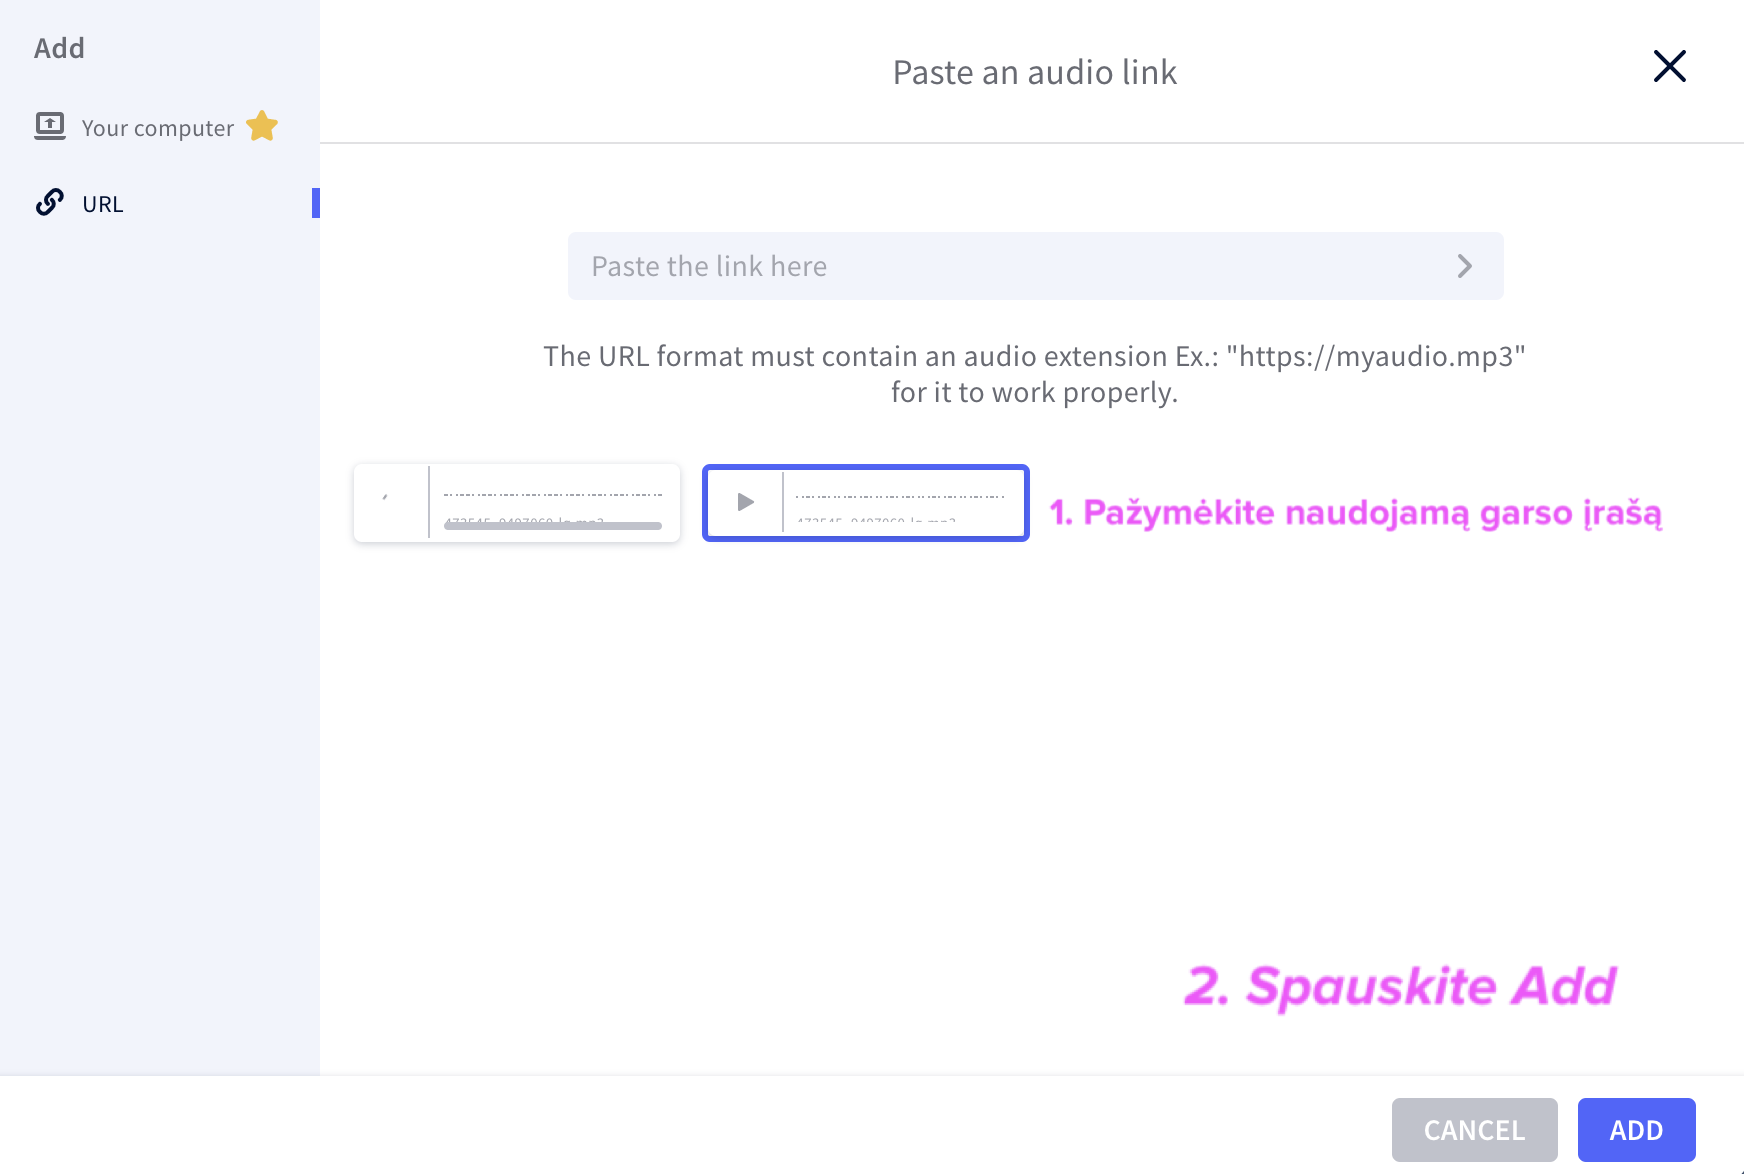 Add
Your computer
URL
Paste an audio link
Paste the link here
The URL format must contain an audio extension Ex.: "https://myaudio.mp3"
for it to work properly.
1. Pažymėkite naudojamą garso įrašą
2. Spauskite Add
CANCEL
ADD